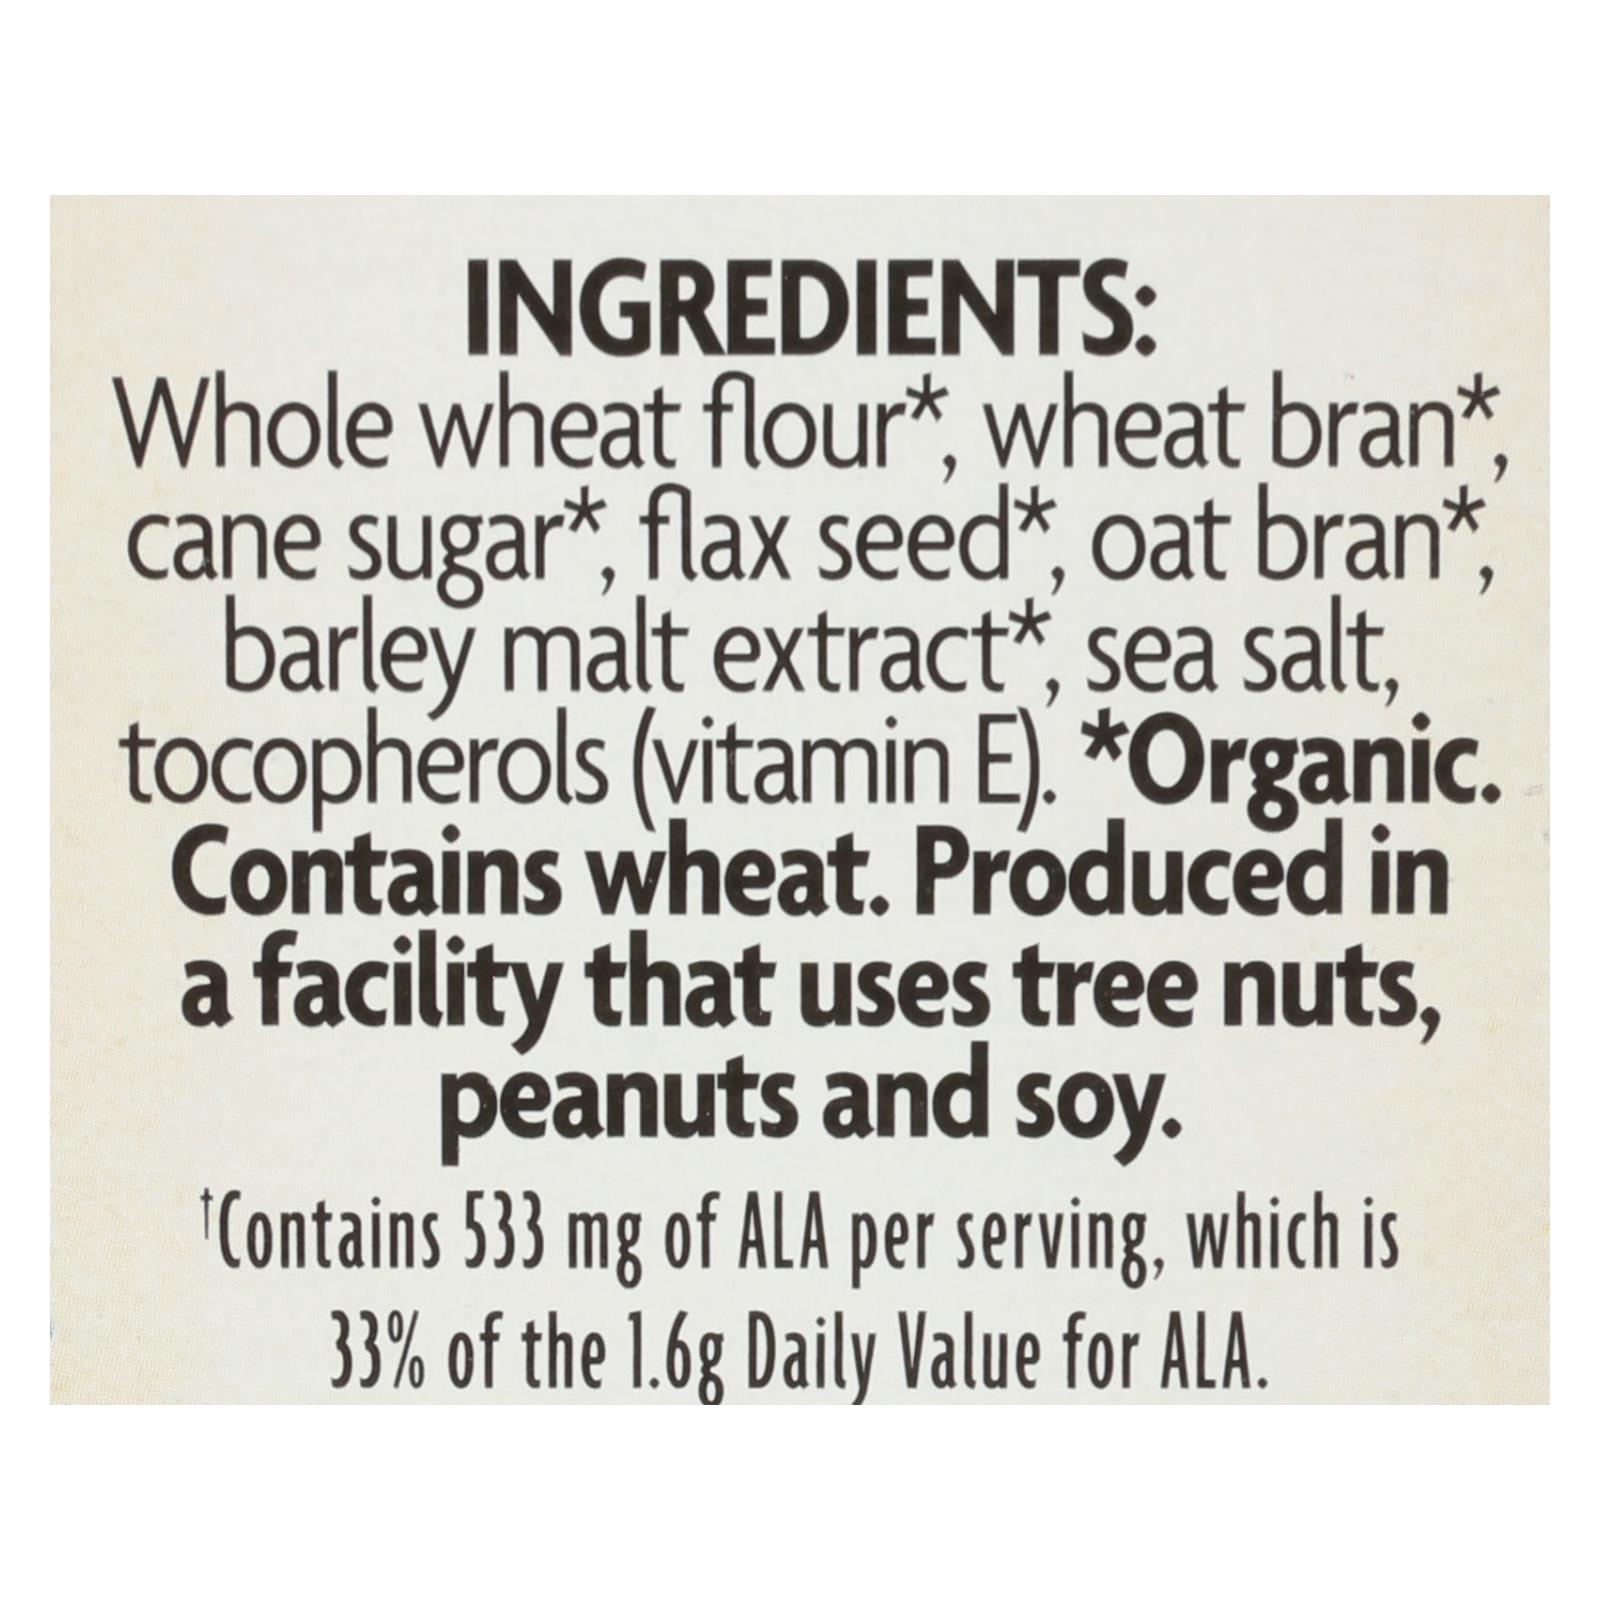 INGREDIENTS:
Whole wheat flour*, wheat bran*,
cane sugar*, flax seed*, oat bran*,
barley malt extract*, sea salt,
tocopherols (vitamin E). *Organic.
Contains wheat. Produced in
a facility that uses tree nuts,
peanuts and soy.
†Contains 533 mg of ALA per serving, which is
33% of the 1.6g Daily Value for ALA.